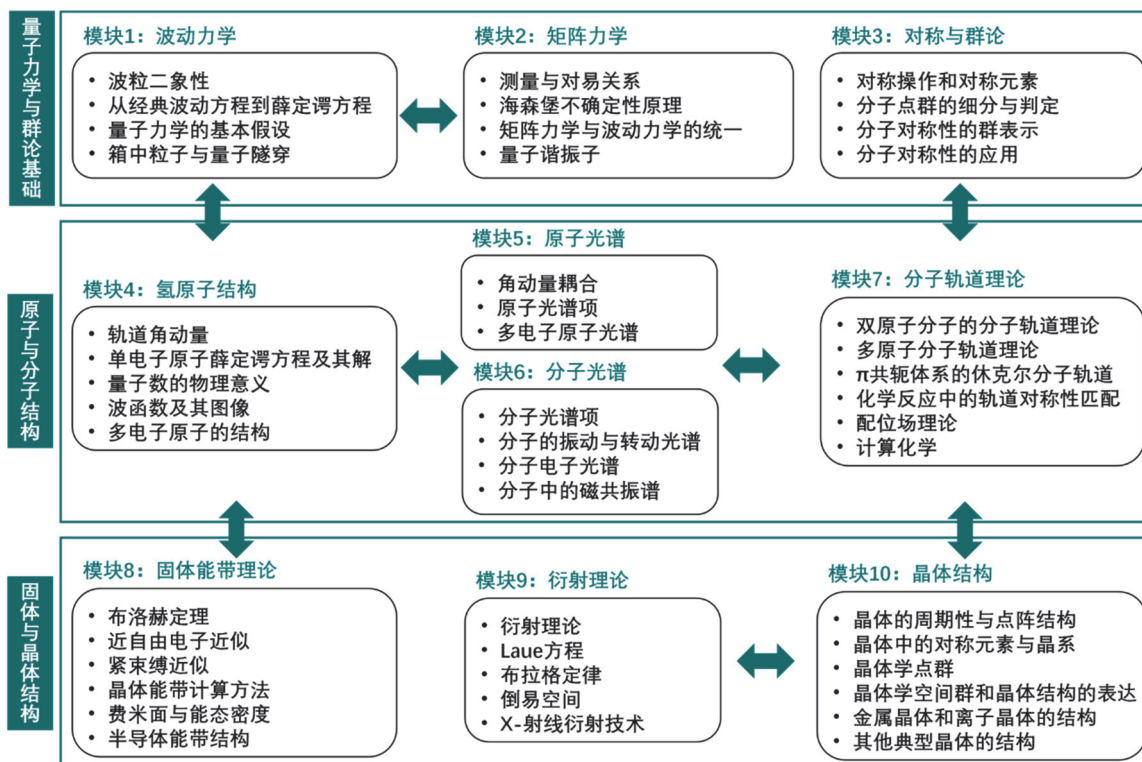 量子力学与群论基础
模块1：波动力学
• 波粒二象性
• 从经典波动方程到薛定谔方程
• 量子力学的基本假设
• 箱中粒子与量子隧穿
模块2：矩阵力学
• 测量与对易关系
• 海森堡不确定性原理
• 矩阵力学与波动力学的统一
• 量子谐振子
模块3：对称与群论
• 对称操作和对称元素
• 分子点群的细分与判定
• 分子对称性的群表示
• 分子对称性的应用
原子与分子结构
模块4：氢原子结构
• 轨道角动量
• 单电子原子薛定谔方程及其解
• 量子数的物理意义
• 波函数及其图像
• 多电子原子的结构
模块5：原子光谱
• 角动量耦合
• 原子光谱项
• 多电子原子光谱
模块6：分子光谱
• 分子光谱项
• 分子的振动与转动光谱
• 分子电子光谱
• 分子中的磁共振谱
模块7：分子轨道理论
• 双原子分子的分子轨道理论
• 多原子分子轨道理论
• π共轭体系的休克尔分子轨道
• 化学反应中的轨道对称性匹配
• 配位场理论
• 计算化学
固体与晶体结构
模块8：固体能带理论
• 布洛赫定理
• 近自由电子近似
• 紧束缚近似
• 晶体能带计算方法
• 费米面与能态密度
• 半导体能带结构
模块9：衍射理论
• 衍射理论
• Laue方程
• 布拉格定律
• 倒易空间
• X-射线衍射技术
模块10：晶体结构
• 晶体的周期性与点阵结构
• 晶体中的对称元素与晶系
• 晶体学点群
• 晶体学空间群和晶体结构的表达
• 金属晶体和离子晶体的结构
• 其他典型晶体的结构